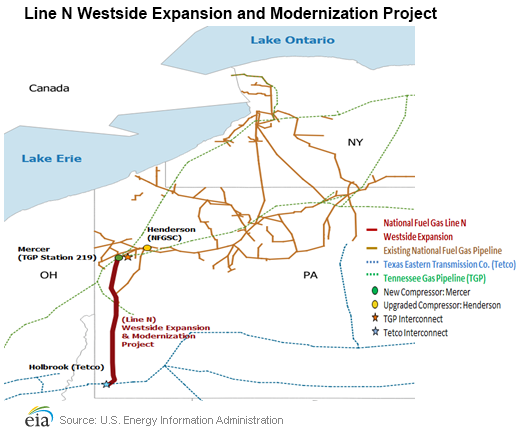 Line N Westside Expansion and Modernization Project
Lake Ontario
Canada
NY
Lake Erie
Henderson
(NFGSC)
Mercer
(TGP Station 219)
OH
PA
(Line N)
Westside Expansion
& Modernization
Project
Holbrook (Tetco)
National Fuel Gas Line N
Westside Expansion
Existing National Fuel Gas Pipeline
Texas Eastern Transmission Co. (Tetco)
Tennesee Gas Pipeline (TGP)
New Compressor: Mercer
Upgraded Compressor: Henderson
TGP Interconnect
Tetco Interconnect
eia
Source: U.S. Energy Information Administration